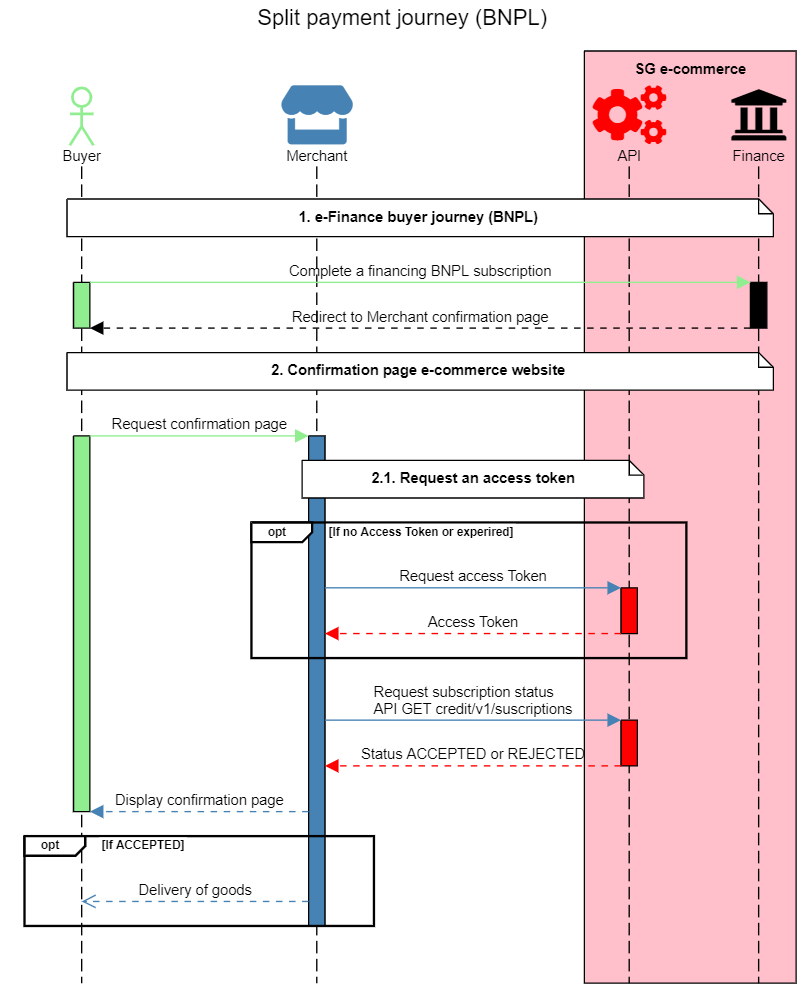 Split payment journey (BNPL)
SG e-commerce
Buyer
Merchant
API
Finance
1. e-Finance buyer journey (BNPL)
Complete a financing BNPL subscription
Redirect to Merchant confirmation page
2. Confirmation page e-commerce website
Request confirmation page
2.1. Request an access token
opt
[If no Access Token or experired]
Request access Token
Access Token
Request subscription status
API GET credit/v1/suscriptions
Status ACCEPTED or REJECTED
Display confirmation page
opt
[If ACCEPTED]
Delivery of goods